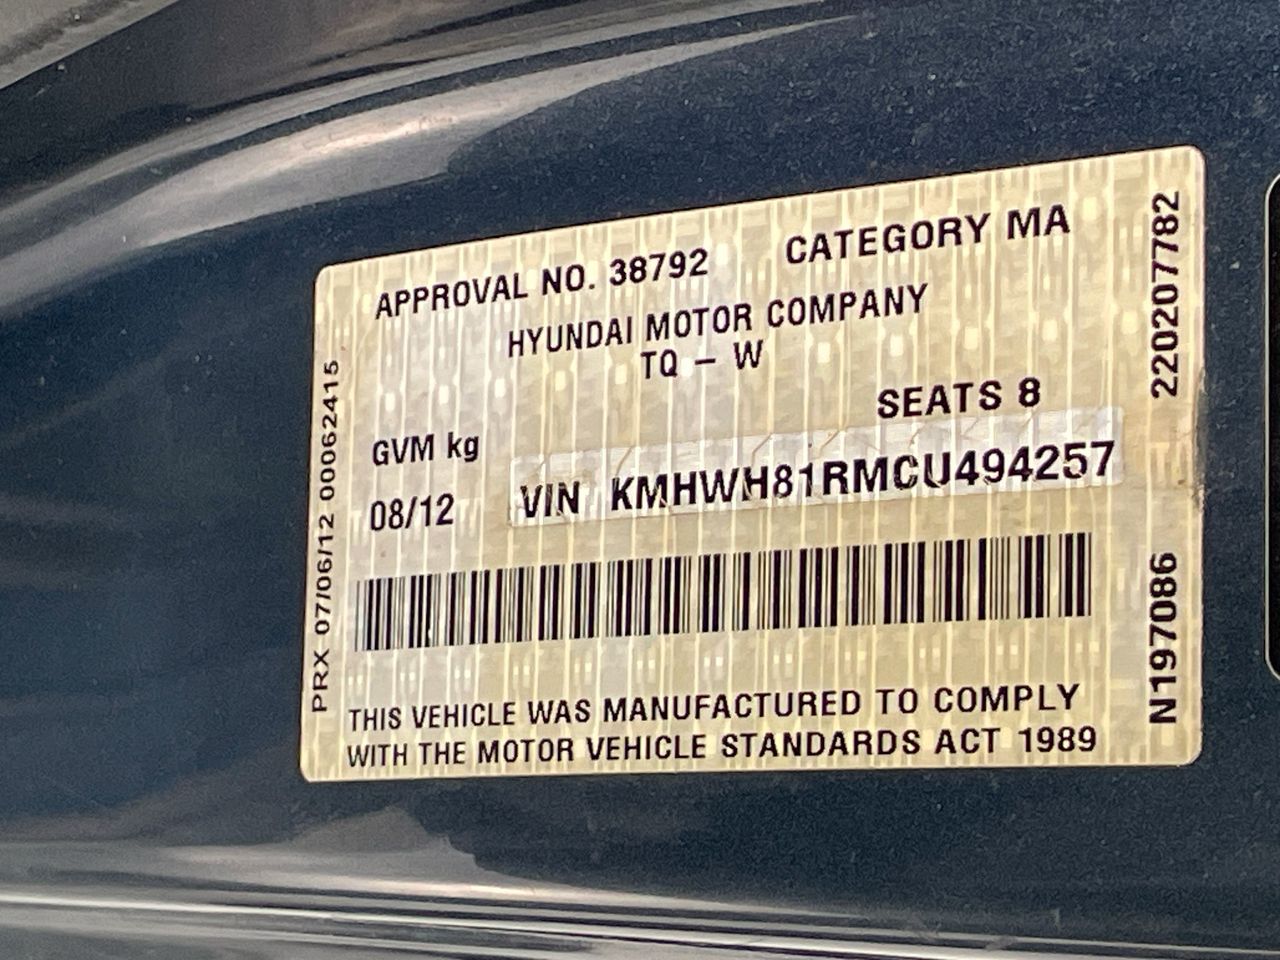 APPROVAL NO. 38792 CATEGORY MA
HYUNDAI MOTOR COMPANY
TQ – W
SEATS 8
GVM kg
08/12 VIN KMHWH81RMCU494257
THIS VEHICLE WAS MANUFACTURED TO COMPLY
WITH THE MOTOR VEHICLE STANDARDS ACT 1989
PRX 07/06/12 00062415
N197086 2202077782